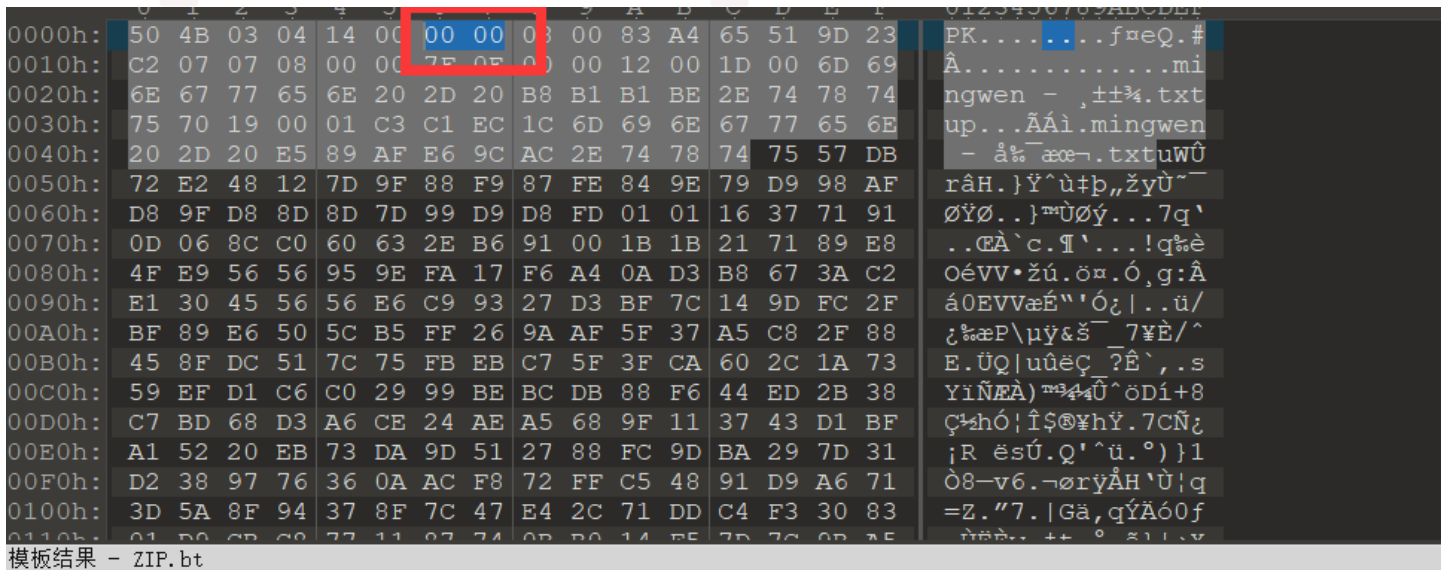 0000h: 50 4B 03 04 14 00 00 00 08 00 83 A4 65 51 9D 23 PK........ƒ¤eQ.#
0010h: C2 07 07 08 00 00 7E 0E 00 00 12 00 1D 00 6D 69 Â.............mi
0020h: 6E 67 77 65 6E 20 2D 20 B8 B1 B1 BE 2E 74 78 74 ngwen - ¸±±¾.txt
0030h: 75 70 19 00 01 C3 C1 EC 1C 6D 69 6E 67 77 65 6E up...ÃÁì.mingwen
0040h: 20 2D 20 E5 89 AF E6 9C AC 2E 74 78 74 75 57 DB - å‰¯æœ¬.txtuWÛ
0050h: 72 E2 48 12 7D 9F 88 F9 87 FE 84 9E 79 D9 98 AF râH.}Ÿˆù‡þ„žyÙ˜¯
0060h: D8 9F D8 8D 8D 7D 99 D9 D8 FD 01 01 16 37 71 91 ØŸØ..}™ÙØý...7q‘
0070h: 0D 06 8C C0 60 63 2E B6 91 00 1B 1B 21 71 89 E8 ..ŒÀ`c.¶‘...!q‰è
0080h: 4F E9 56 56 95 9E FA 17 F6 A4 0A D3 B8 67 3A C2 OéVV•žú.ö¤.Ó¸g:Â
0090h: E1 30 45 56 56 E6 C9 93 27 D3 BF 7C 14 9D FC 2F á0EVVæÉ“'Ó¿|..ü/
00A0h: BF 89 E6 50 5C B5 FF 26 9A AF 5F 37 A5 C8 2F 88 ¿‰æP\µÿ&š¯_7¥È/ˆ
00B0h: 45 8F DC 51 7C 75 FB EB C7 5F 3F CA 60 2C 1A 73 E.ÜQ|uûëÇ_?Ê`,.s
00C0h: 59 EF D1 C6 C0 29 99 BE BC DB 88 F6 44 ED 2B 38 YïÑÆÀ)™¾¼ÛˆöDí+8
00D0h: C7 BD 68 D3 A6 CE 24 AE A5 68 9F 11 37 43 D1 BF Ç½hÓ¦Î$®¥hŸ.7CÑ¿
00E0h: A1 52 20 EB 73 DA 9D 51 27 88 FC 9D BA 29 7D 31 ¡R ësÚ.Q'ˆü.º)}1
00F0h: D2 38 97 76 36 0A AC F8 72 FF C5 48 91 D9 A6 71 Ò8—v6.¬ørÿÅH‘Ù¦q
0100h: 3D 5A 8F 94 37 8F 7C 47 E4 2C 71 DD C4 F3 30 83 =Z.”7.|Gä,qÝÄó0ƒ
模板结果 - ZIP.bt